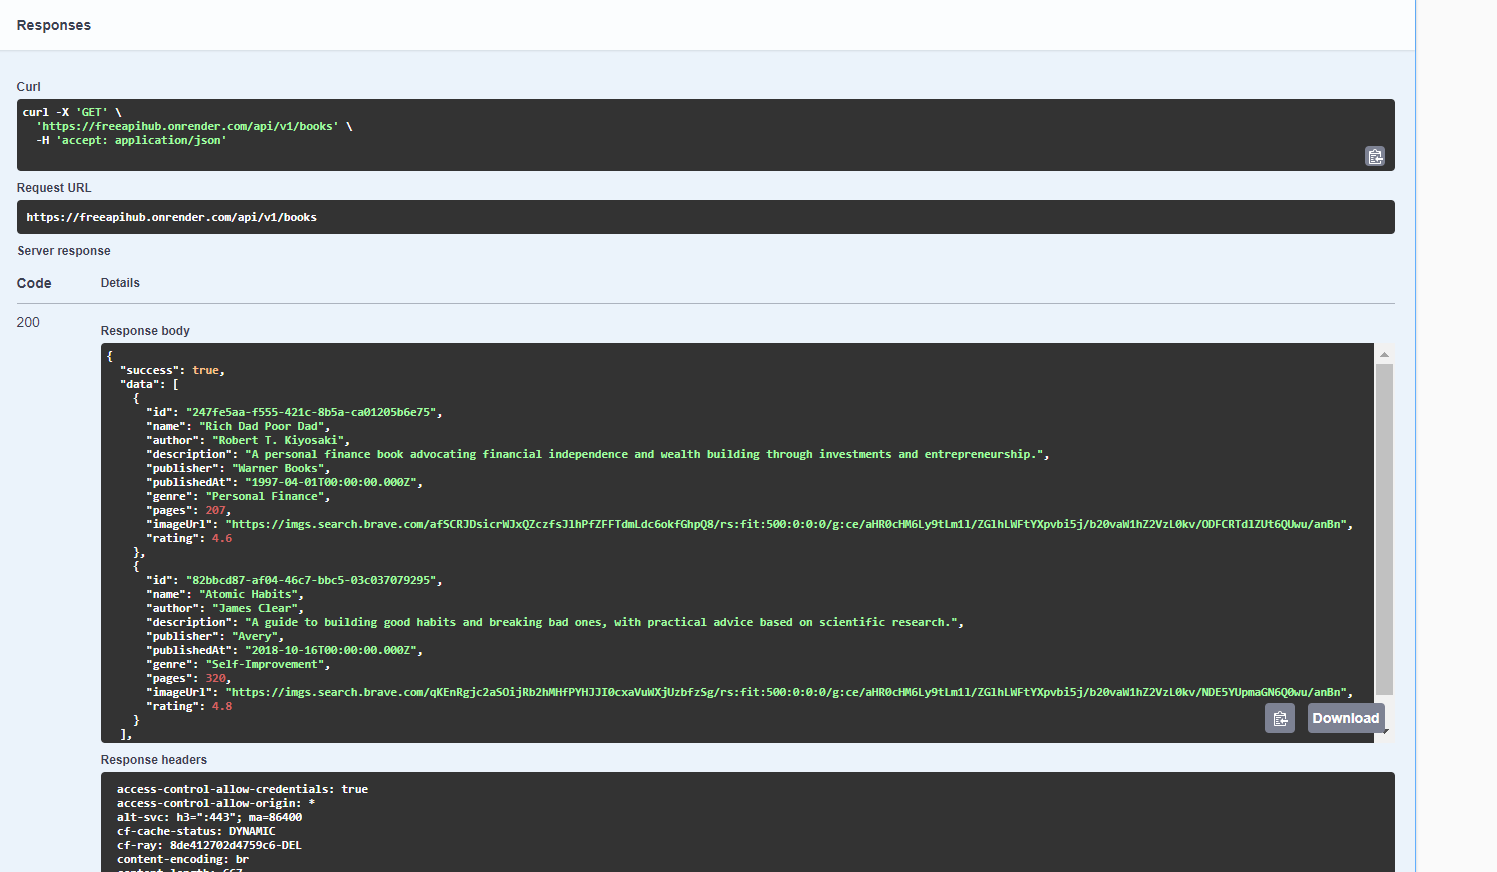 Responses
Curl
curl -X 'GET' \
  'https://freeapihub.onrender.com/api/v1/books' \
  -H 'accept: application/json'
Request URL
https://freeapihub.onrender.com/api/v1/books
Server response
Code Details
200
Response body
{
  "success": true,
  "data": [
    {
      "id": "247fe5aa-f555-421c-8b5a-ca01205b6e75",
      "name": "Rich Dad Poor Dad",
      "author": "Robert T. Kiyosaki",
      "description": "A personal finance book advocating financial independence and wealth building through investments and entrepreneurship.",
      "publisher": "Warner Books",
      "publishedAt": "1997-04-01T00:00:00.000Z",
      "genre": "Personal Finance",
      "pages": 207,
      "imageUrl": "https://imgs.search.brave.com/afSCRJDsicrWJxQZczfsJlhPfZFFTdmLdc6okfGhpQ8/rs:fit:500:0:0:0/g:ce/aHR0cHM6Ly9tLm1l/ZGlhLWFtYXpvbi5j/b20vaW1hZ2VzL0kv/ODFCRTdlZUt6QUwu/anBn",
      "rating": 4.6
    },
    {
      "id": "82bbcd87-af04-46c7-bbc5-03c037079295",
      "name": "Atomic Habits",
      "author": "James Clear",
      "description": "A guide to building good habits and breaking bad ones, with practical advice based on scientific research.",
      "publisher": "Avery",
      "publishedAt": "2018-10-16T00:00:00.000Z",
      "genre": "Self-Improvement",
      "pages": 320,
      "imageUrl": "https://imgs.search.brave.com/qKEnRgjc2aSOijRb2hMHfPYHJJI0cxaVuWXjUzbfzSg/rs:fit:500:0:0:0/g:ce/aHR0cHM6Ly9tLm1l/ZGlhLWFtYXpvbi5j/b20vaW1hZ2VzL0kv/NDE5YUpmaGN6Q0wu/anBn",
      "rating": 4.8
    }
  ],
Download
Response headers
access-control-allow-credentials: true
access-control-allow-origin: *
alt-svc: h3=":443"; ma=86400
cf-cache-status: DYNAMIC
cf-ray: 8de412702d4759c6-DEL
content-encoding: br